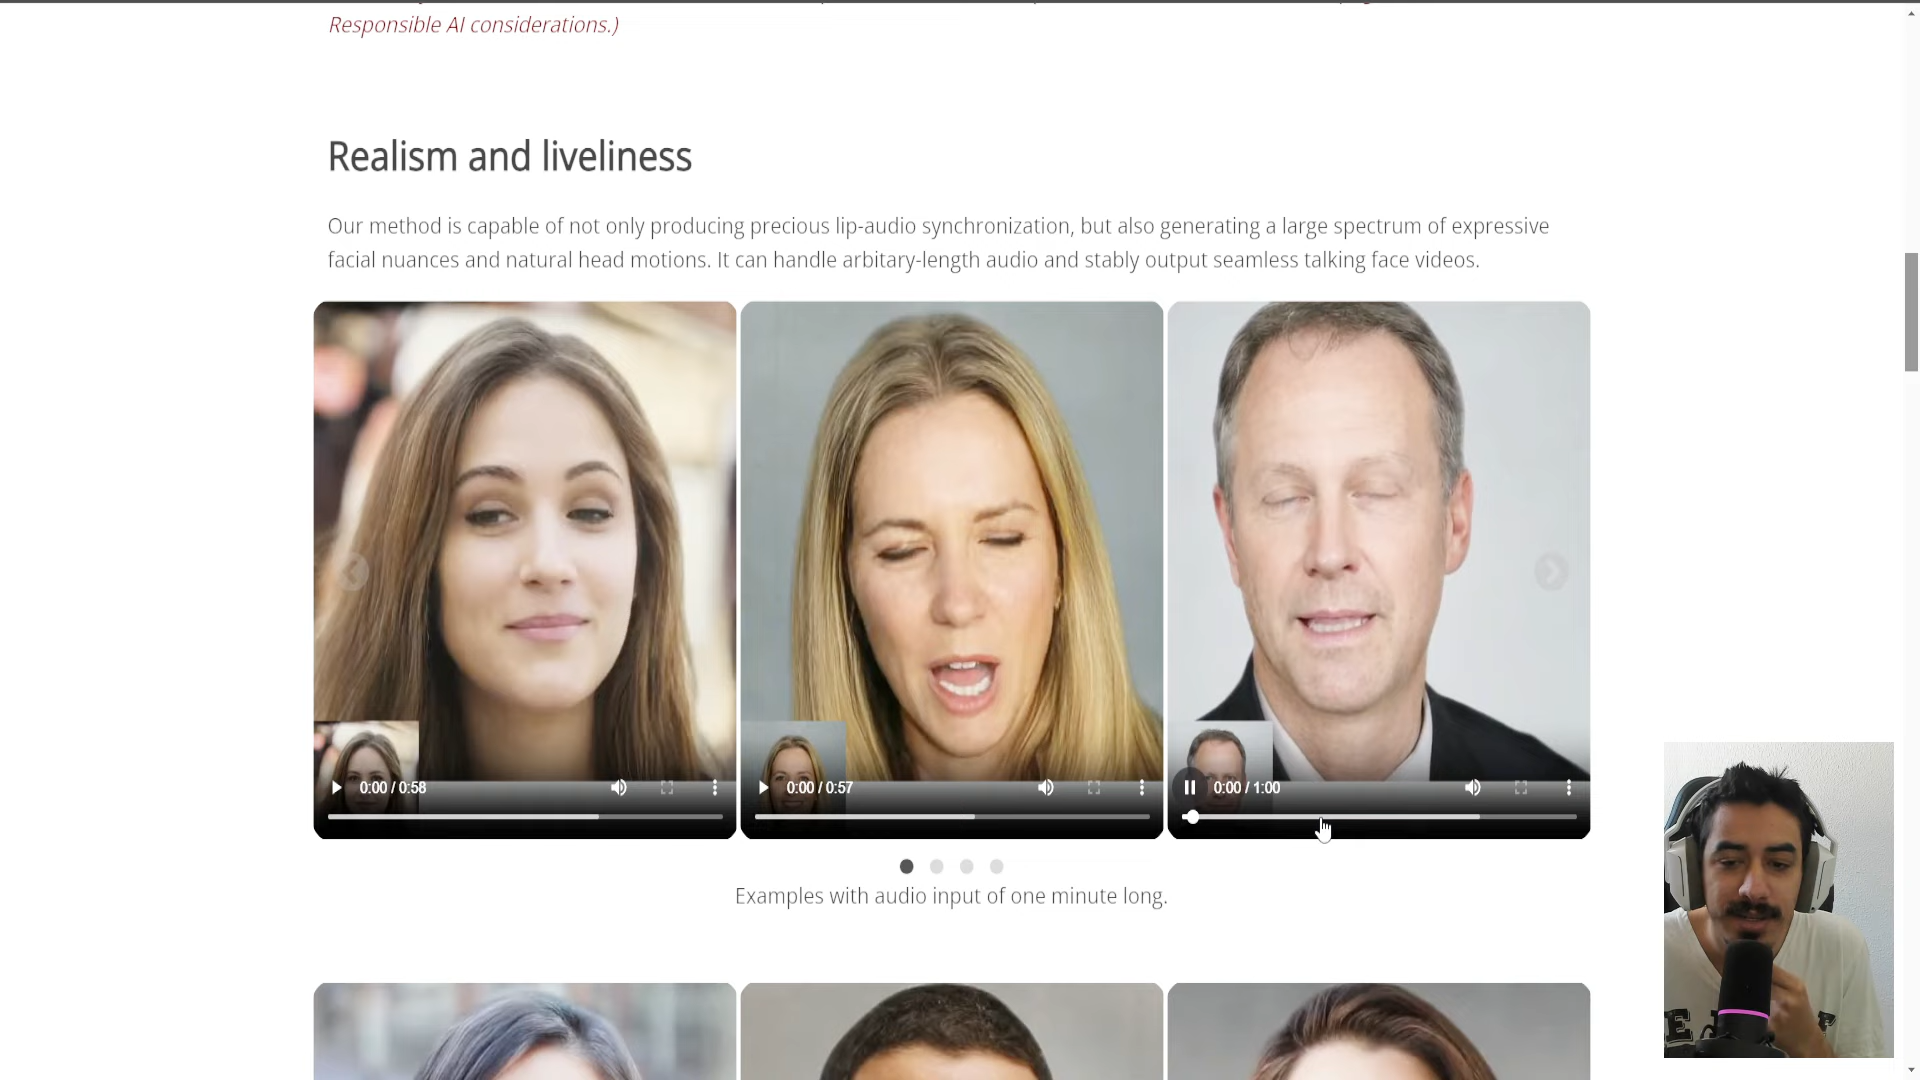 Responsible AI considerations.)
Realism and liveliness
Our method is capable of not only producing precious lip-audio synchronization, but also generating a large spectrum of expressive
facial nuances and natural head motions. It can handle arbitary-length audio and stably output seamless talking face videos.
0:00 / 0:58
0:00 / 0:57
0:00 / 1:00
Examples with audio input of one minute long.